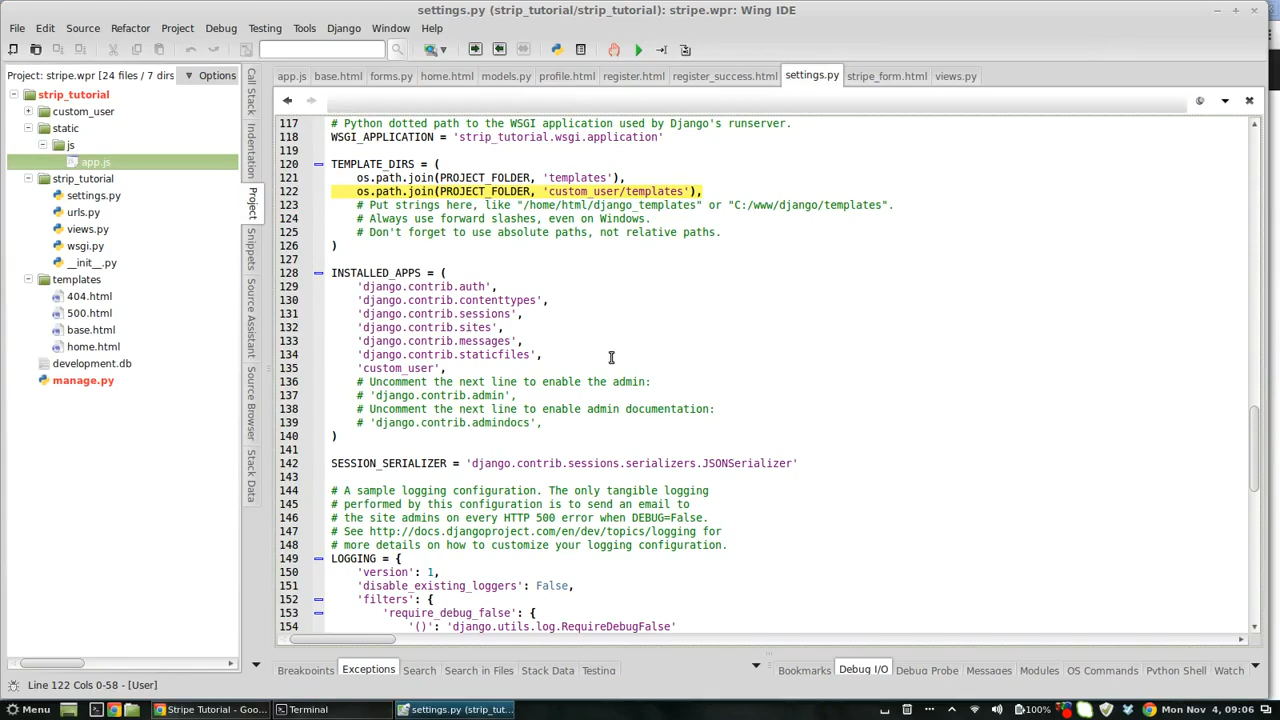 settings.py (strip_tutorial/strip_tutorial): stripe.wpr: Wing IDE
File Edit Source Refactor Project Debug Testing Tools Django Window Help
Project: stripe.wpr [24 files / 7 dirs
Options
strip_tutorial
custom_user
static
js
app.js
strip_tutorial
settings.py
urls.py
views.py
wsgi.py
__init__.py
templates
404.html
500.html
base.html
home.html
development.db
manage.py
Call Stack
Indentation
Project
Snippets
Source Assistant
Source Browser
Stack Data
app.js base.html forms.py home.html models.py profile.html register.html register_success.html settings.py stripe_form.html views.py
117 # Python dotted path to the WSGI application used by Django's runserver.
118 WSGI_APPLICATION = 'strip_tutorial.wsgi.application'
119
120 TEMPLATE_DIRS = (
121 os.path.join(PROJECT_FOLDER, 'templates'),
122 os.path.join(PROJECT_FOLDER, 'custom_user/templates'),
123 # Put strings here, like "/home/html/django_templates" or "C:/www/django/templates".
124 # Always use forward slashes, even on Windows.
125 # Don't forget to use absolute paths, not relative paths.
126 )
127
128 INSTALLED_APPS = (
129 'django.contrib.auth',
130 'django.contrib.contenttypes',
131 'django.contrib.sessions',
132 'django.contrib.sites',
133 'django.contrib.messages',
134 'django.contrib.staticfiles',
135 'custom_user',
136 # Uncomment the next line to enable the admin:
137 # 'django.contrib.admin',
138 # Uncomment the next line to enable admin documentation:
139 # 'django.contrib.admindocs',
140 )
141
142 SESSION_SERIALIZER = 'django.contrib.sessions.serializers.JSONSerializer'
143
144 # A sample logging configuration. The only tangible logging
145 # performed by this configuration is to send an email to
146 # the site admins on every HTTP 500 error when DEBUG=False.
147 # See http://docs.djangoproject.com/en/dev/topics/logging for
148 # more details on how to customize your logging configuration.
149 LOGGING = {
150 'version': 1,
151 'disable_existing_loggers': False,
152 'filters': {
153 'require_debug_false': {
154 '()': 'django.utils.log.RequireDebugFalse'
Breakpoints Exceptions Search Search in Files Stack Data Testing
Bookmarks Debug I/O Debug Probe Messages Modules OS Commands Python Shell Watch
Line 122 Cols 0-58 - [User]
Menu Stripe Tutorial - Goo... Terminal settings.py (strip_tut... 100% Mon Nov 4, 09:06